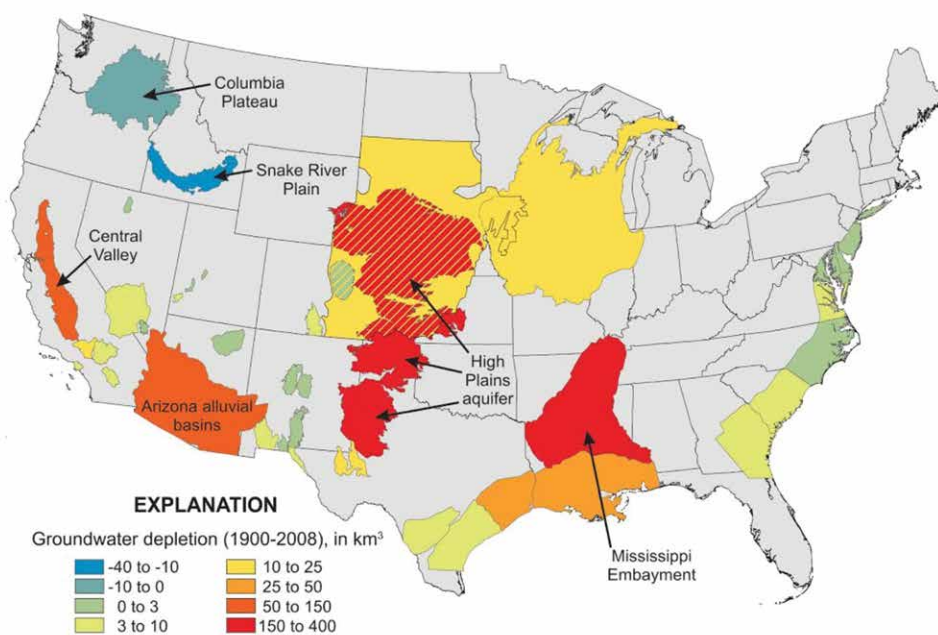 Columbia
Plateau
Snake River
Plain
Central
Valley
High
Plains
aquifer
Arizona alluvial
basins
Mississippi
Embayment
EXPLANATION
Groundwater depletion (1900-2008), in km³
-40 to -10
-10 to 0
0 to 3
3 to 10
10 to 25
25 to 50
50 to 150
150 to 400